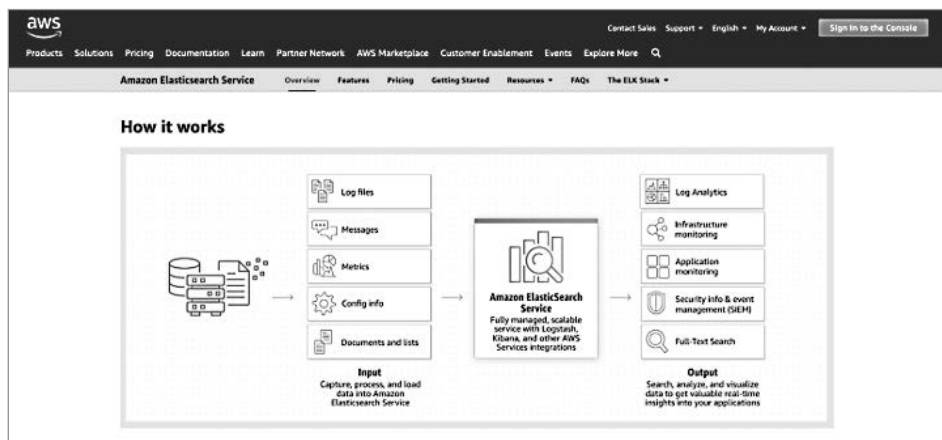 aws
Contact Sales Support English My Account Sign In to the Console
Products Solutions Pricing Documentation Learn Partner Network AWS Marketplace Customer Enablement Events Explore More
Amazon Elasticsearch Service Overview Features Pricing Getting Started Resources FAQs The ELK Stack
How it works
Log files
Messages
Metrics
Config info
Documents and lists
Input
Capture, process, and load
data into Amazon
Elasticsearch Service
Amazon ElasticSearch
Service
Fully managed, scalable
service with Logstash,
Kibana, and other AWS
Services integrations
Log Analytics
Infrastructure
monitoring
Application
monitoring
Security info & event
management (SIEM)
Full-Text Search
Output
Search, analyze, and visualize
data to get valuable real-time
insights into your applications